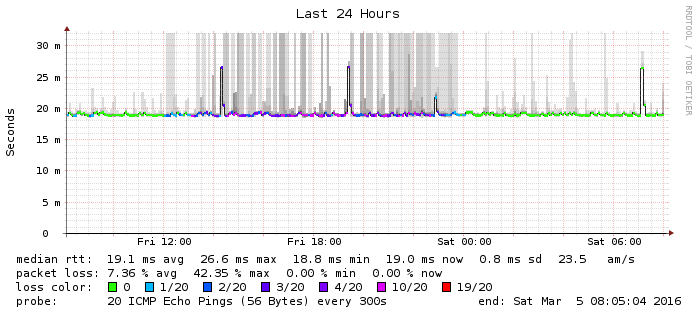 Last 24 Hours
RRDTOOL / TOBI OETIKER
Seconds
30 m
25 m
20 m
15 m
10 m
5 m
0
Fri 12:00 Fri 18:00 Sat 00:00 Sat 06:00
median rtt: 19.1 ms avg 26.6 ms max 18.8 ms min 19.0 ms now 0.8 ms sd 23.5 am/s
packet loss: 7.36 % avg 42.35 % max 0.00 % min 0.00 % now
loss color: 0 1/20 2/20 3/20 4/20 10/20 19/20
probe: 20 ICMP Echo Pings (56 Bytes) every 300s end: Sat Mar 5 08:05:04 2016